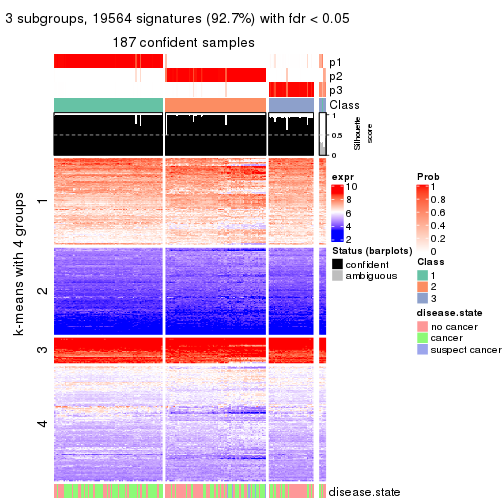 3 subgroups, 19564 signatures (92.7%) with fdr < 0.05
187 confident samples
p1
p2
p3
Class
1
0.5
0
Silhouette
score
k-means with 4 groups
1
2
3
4
disease.state
expr
10
8
6
4
2
Status (barplots)
confident
ambiguous
Prob
1
0.8
0.6
0.4
0.2
0
Class
1
2
3
disease.state
no cancer
cancer
suspect cancer